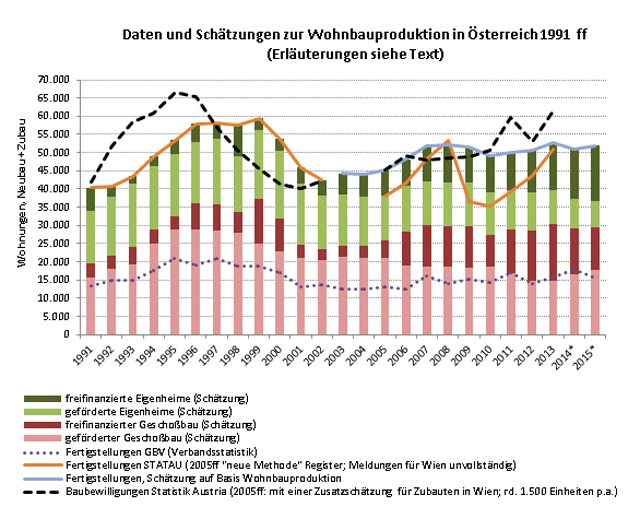 Daten und Schätzungen zur Wohnbauproduktion in Österreich 1991 ff
(Erläuterungen siehe Text)
Wohnungen, Neubau+Zubau
70.000
65.000
60.000
55.000
50.000
45.000
40.000
35.000
30.000
25.000
20.000
15.000
10.000
5.000
0
1991 1992 1993 1994 1995 1996 1997 1998 1999 2000 2001 2002 2003 2004 2005 2006 2007 2008 2009 2010 2011 2012 2013 2014* 2015*
freifinanzierte Eigenheime (Schätzung)
geförderte Eigenheime (Schätzung)
freifinanzierter Geschoßbau (Schätzung)
geförderter Geschoßbau (Schätzung)
Fertigstellungen GBV (Verbandsstatistik)
Fertigstellungen STATAU (2005ff "neue Methode" Register; Meldungen für Wien unvollständig)
Fertigstellungen, Schätzung auf Basis Wohnbauproduktion
Baubewilligungen Statistik Austria (2005ff: mit einer Zusatzschätzung für Zubauten in Wien; rd. 1.500 Einheiten p.a.)